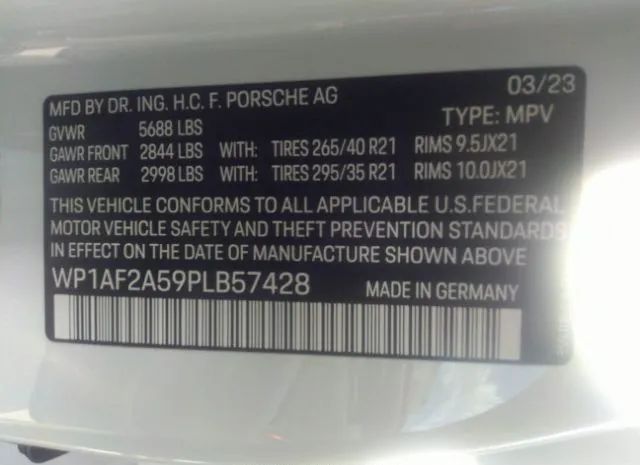 MFD BY DR. ING. H.C. F. PORSCHE AG 03/23
GVWR 5688 LBS TYPE: MPV
GAWR FRONT 2844 LBS WITH: TIRES 265/40 R21 RIMS 9.5JX21
GAWR REAR 2998 LBS WITH: TIRES 295/35 R21 RIMS 10.0JX21
THIS VEHICLE CONFORMS TO ALL APPLICABLE U.S.FEDERAL
MOTOR VEHICLE SAFETY AND THEFT PREVENTION STANDARDS
IN EFFECT ON THE DATE OF MANUFACTURE SHOWN ABOVE
WP1AF2A59PLB57428 MADE IN GERMANY